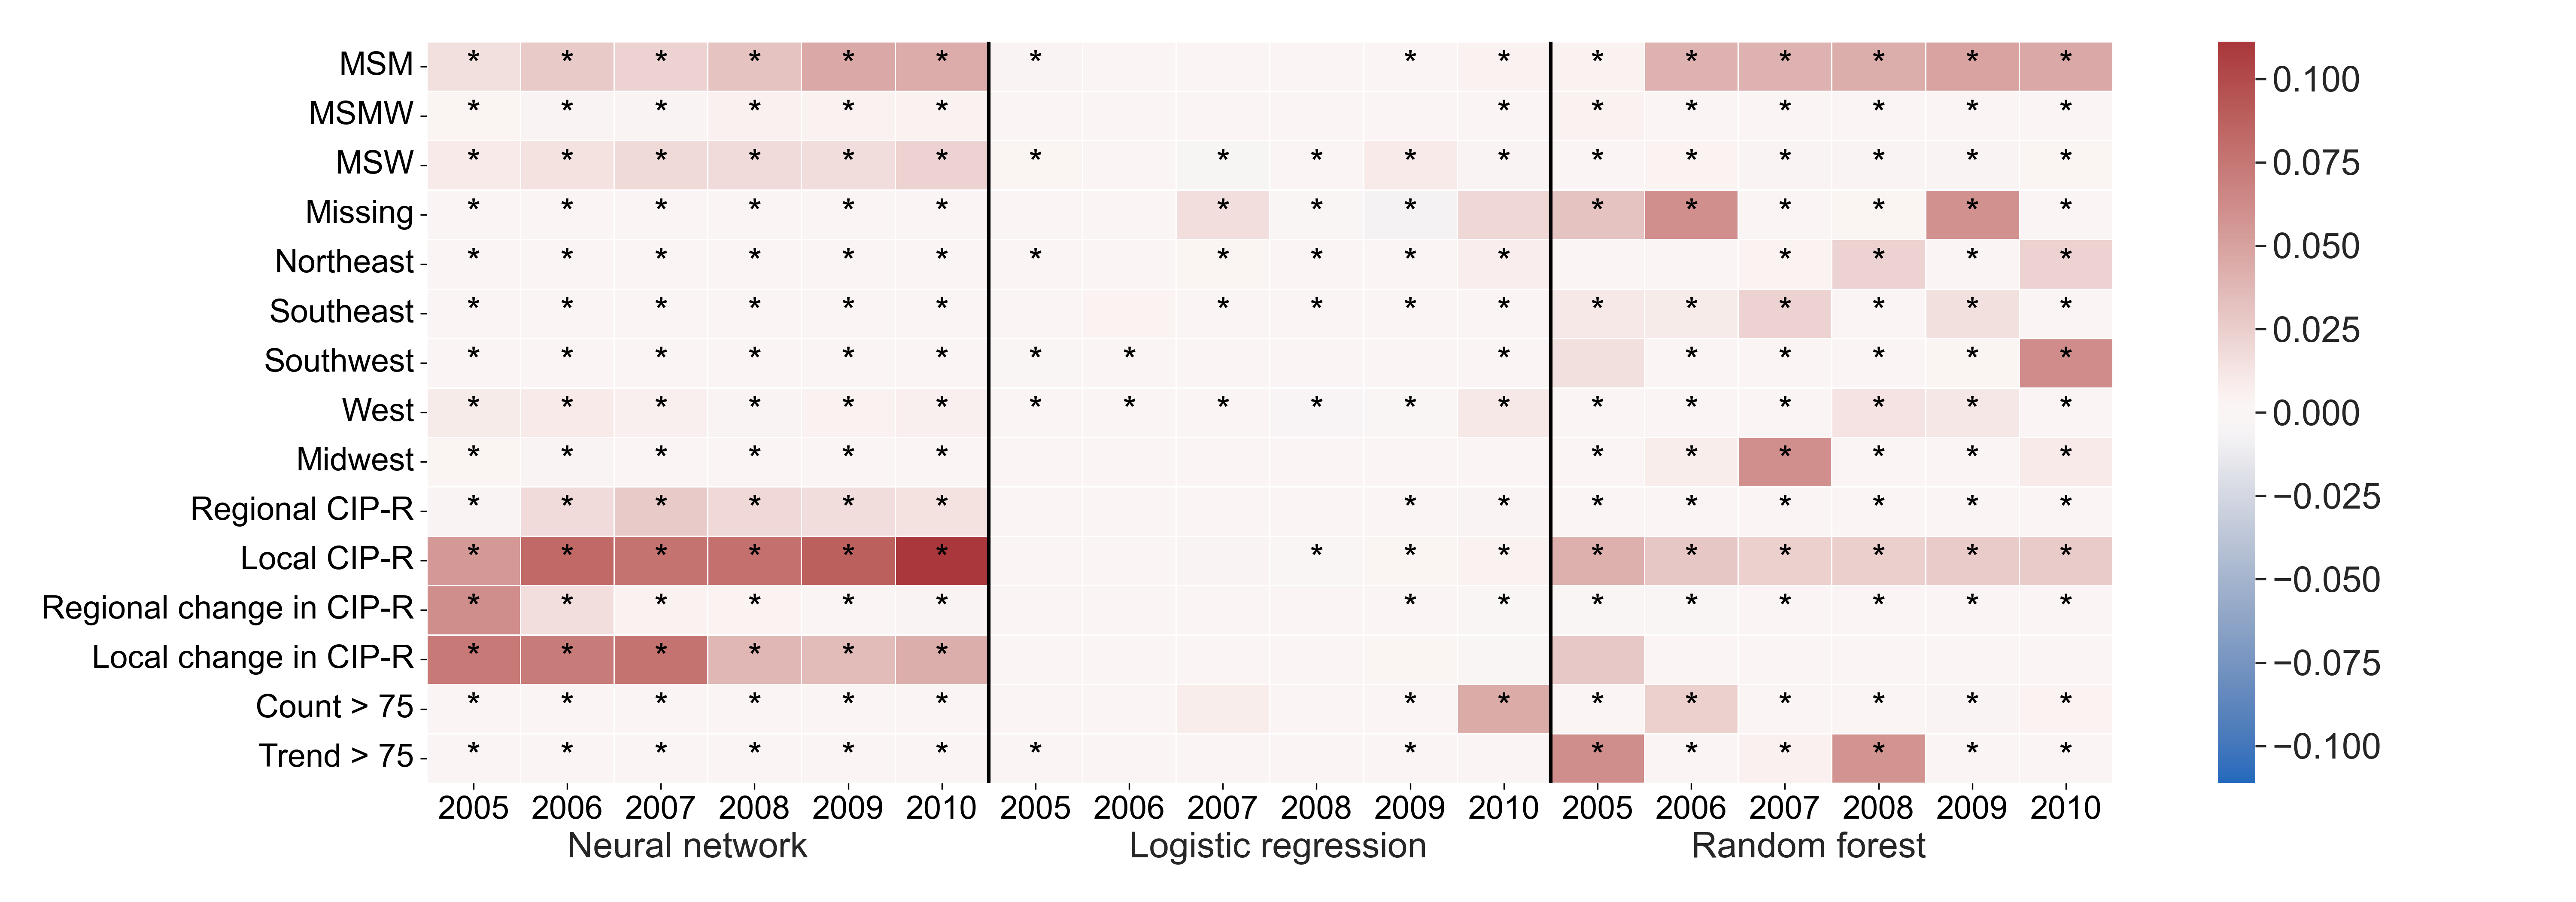 MSM * * * * * * * * * * * * * * *
MSMW * * * * * * * * * * * * *
MSW * * * * * * * * * * * * * * * * *
Missing * * * * * * * * * * * * * * *
Northeast * * * * * * * * * * * * * * *
Southeast * * * * * * * * * * * * * * * *
Southwest * * * * * * * * * * * * * *
West * * * * * * * * * * * * * * * * * *
Midwest * * * * * * * * * * * *
Regional CIP-R * * * * * * * * * * * * * *
Local CIP-R * * * * * * * * * * * * * * *
Regional change in CIP-R * * * * * * * * * * * * * *
Local change in CIP-R * * * * * *
Count > 75 * * * * * * * * * * * * * *
Trend > 75 * * * * * * * * * * * * * *
2005 2006 2007 2008 2009 2010 2005 2006 2007 2008 2009 2010 2005 2006 2007 2008 2009 2010
Neural network Logistic regression Random forest
0.100
0.075
0.050
0.025
0.000
−0.025
−0.050
−0.075
−0.100